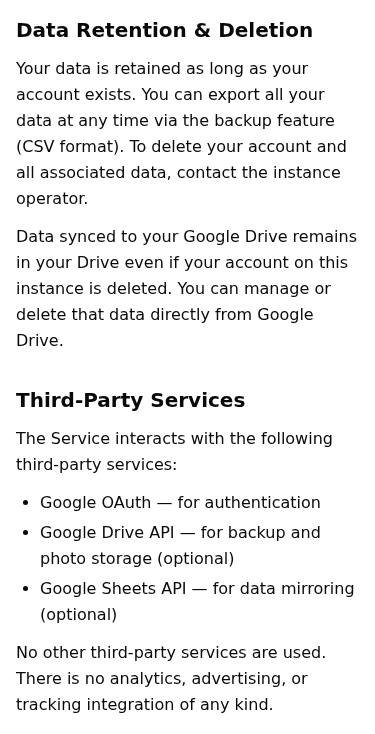 Data Retention & Deletion
Your data is retained as long as your
account exists. You can export all your
data at any time via the backup feature
(CSV format). To delete your account and
all associated data, contact the instance
operator.
Data synced to your Google Drive remains
in your Drive even if your account on this
instance is deleted. You can manage or
delete that data directly from Google
Drive.
Third-Party Services
The Service interacts with the following
third-party services:
• Google OAuth — for authentication
• Google Drive API — for backup and
photo storage (optional)
• Google Sheets API — for data mirroring
(optional)
No other third-party services are used.
There is no analytics, advertising, or
tracking integration of any kind.